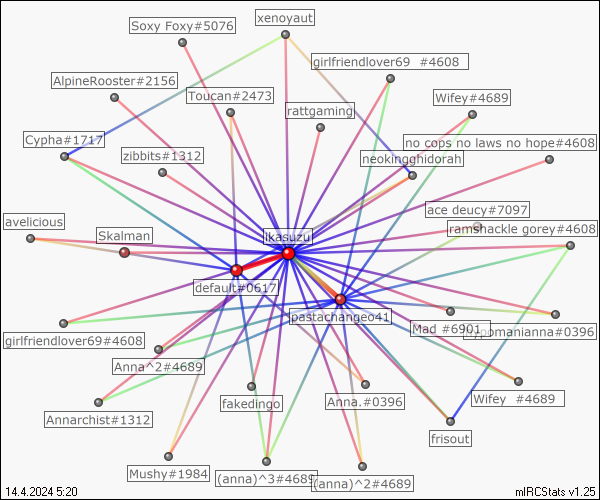 Soxy Foxy#5076
xenoyaut
girlfriendlover69 #4608
AlpineRooster#2156
Toucan#2473
Wifey#4689
rattgaming
Cypha#1717
no cops no laws no hope#4608
zibbits#1312
neokingghidorah
ace deucy#7097
avelicious
Skalman
ikasuzu
ramshackle gorey#4608
default#0617
pastachangeo41
girlfriendlover69#4608
Mad #6901
omanianna#0396
Anna^2#4689
fakedingo
Anna.#0396
Wifey #4689
Annarchist#1312
frisout
Mushy#1984
(anna)^3#4689
(anna)^2#4689
14.4.2024 5:20
mIRCStats v1.25